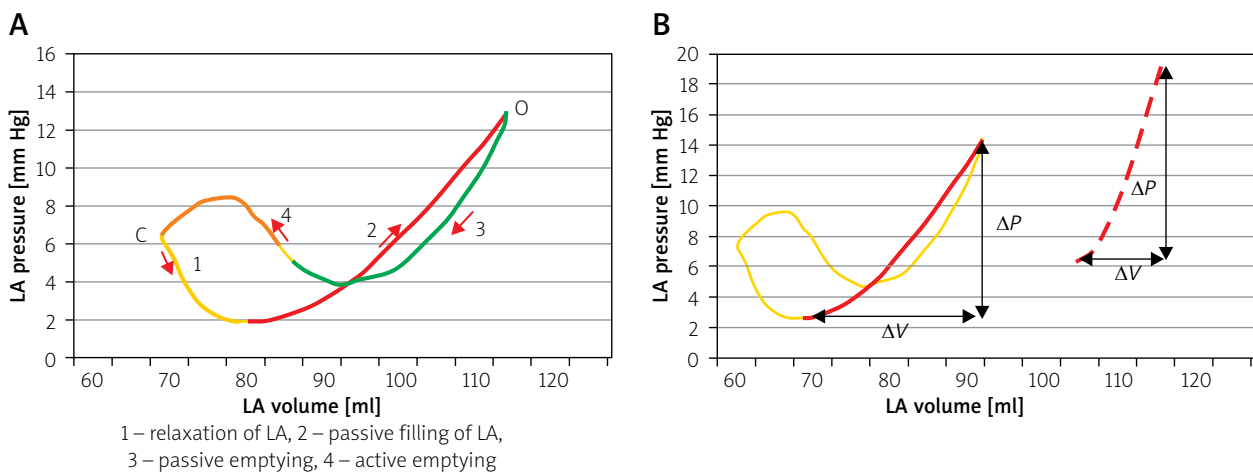 A
LA pressure [mm Hg]
16
14
12
10
8
6
4
2
0
O
C
1
2
3
4
60 70 80 90 100 110 120
LA volume [ml]
1 – relaxation of LA, 2 – passive filling of LA,
3 – passive emptying, 4 – active emptying
B
LA pressure [mm Hg]
20
18
16
14
12
10
8
6
4
2
0
ΔP
ΔV
ΔP
ΔV
60 70 80 90 100 110 120
LA volume [ml]